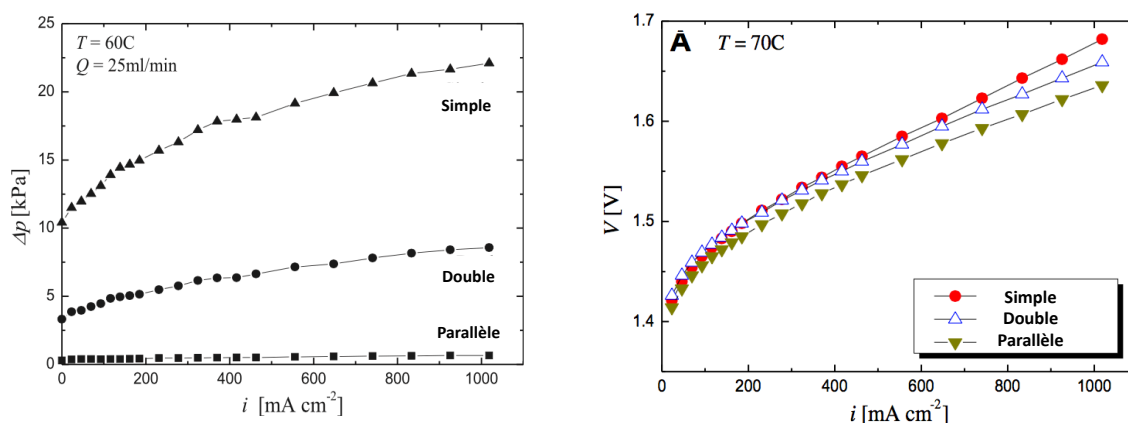 25
20
15
10
5
0
Δp [kPa]
T = 60C
Q = 25ml/min
Simple
Double
Parallèle
0 200 400 600 800 1000
i [mA cm⁻²]
1.7
1.6
1.5
1.4
V [V]
Ā T = 70C
Simple
Double
Parallèle
0 200 400 600 800 1000
i [mA cm⁻²]